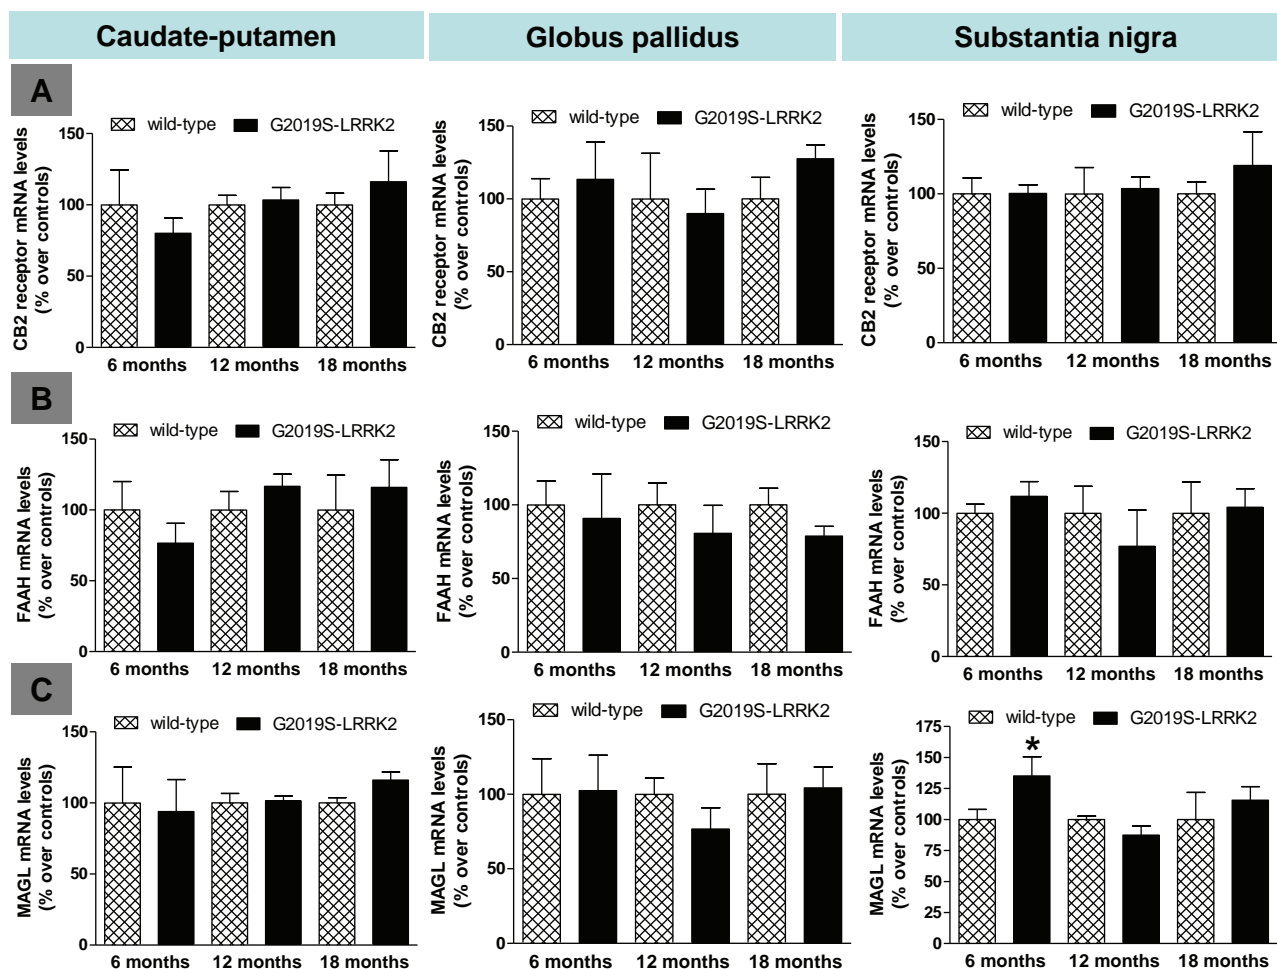 Caudate-putamen
Globus pallidus
Substantia nigra
A
wild-type G2019S-LRRK2
CB2 receptor mRNA levels
(% over controls)
150
100
50
0
6 months 12 months 18 months
wild-type G2019S-LRRK2
CB2 receptor mRNA levels
(% over controls)
150
100
50
0
6 months 12 months 18 months
wild-type G2019S-LRRK2
CB2 receptor mRNA levels
(% over controls)
150
100
50
0
6 months 12 months 18 months
B
wild-type G2019S-LRRK2
FAAH mRNA levels
(% over controls)
150
100
50
0
6 months 12 months 18 months
wild-type G2019S-LRRK2
FAAH mRNA levels
(% over controls)
150
100
50
0
6 months 12 months 18 months
wild-type G2019S-LRRK2
FAAH mRNA levels
(% over controls)
150
100
50
0
6 months 12 months 18 months
C
wild-type G2019S-LRRK2
MAGL mRNA levels
(% over controls)
150
100
50
0
6 months 12 months 18 months
wild-type G2019S-LRRK2
MAGL mRNA levels
(% over controls)
150
100
50
0
6 months 12 months 18 months
wild-type G2019S-LRRK2
MAGL mRNA levels
(% over controls)
175
150
125
100
75
50
25
0
*
6 months 12 months 18 months